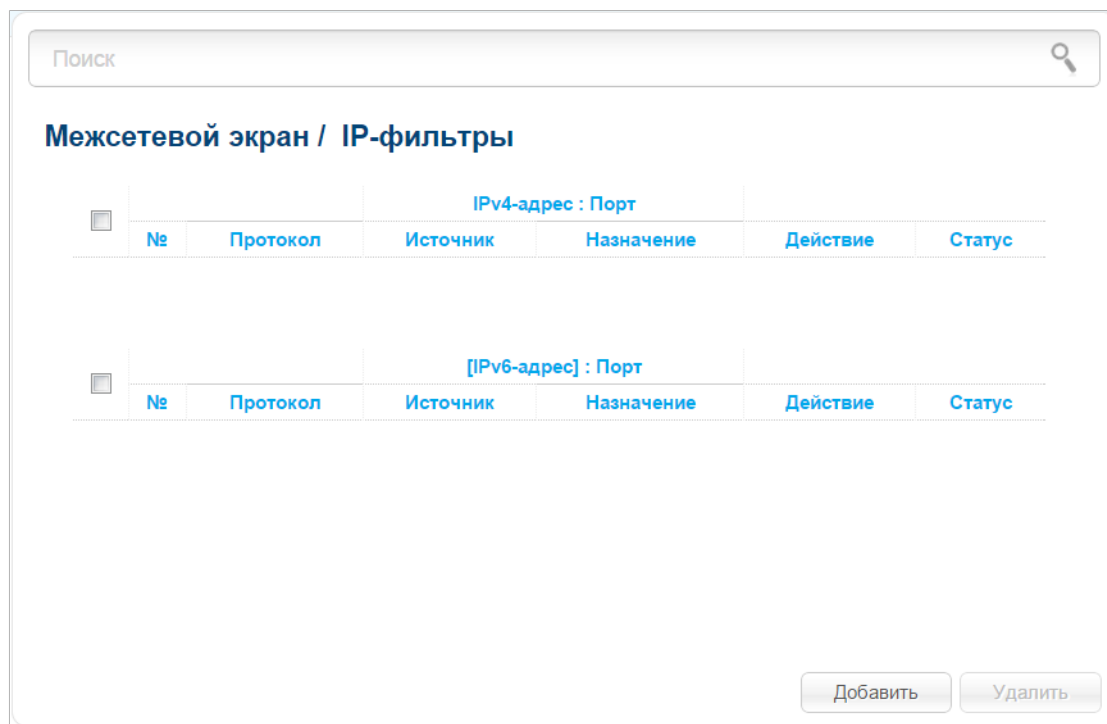 Поиск
Межсетевой экран / IP-фильтры
IPv4-адрес : Порт
№ Протокол Источник Назначение Действие Статус
[IPv6-адрес] : Порт
№ Протокол Источник Назначение Действие Статус
Добавить Удалить